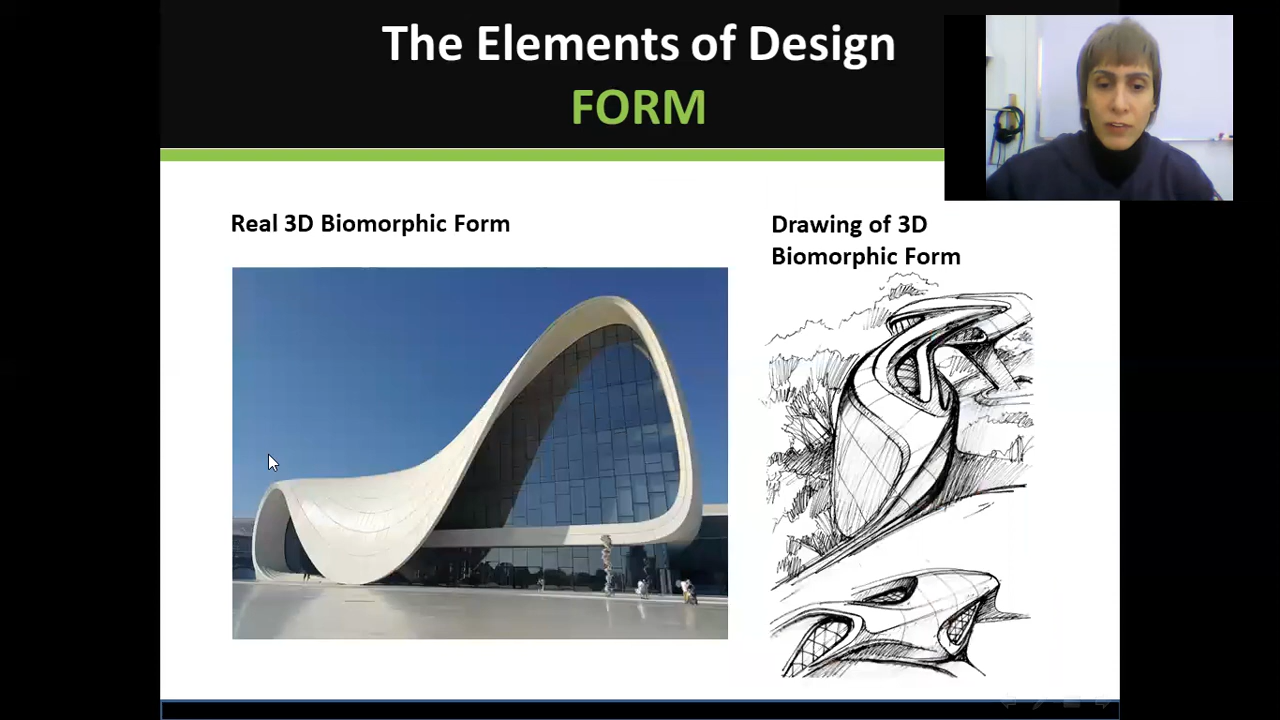 The Elements of Design
FORM
Real 3D Biomorphic Form
Drawing of 3D
Biomorphic Form